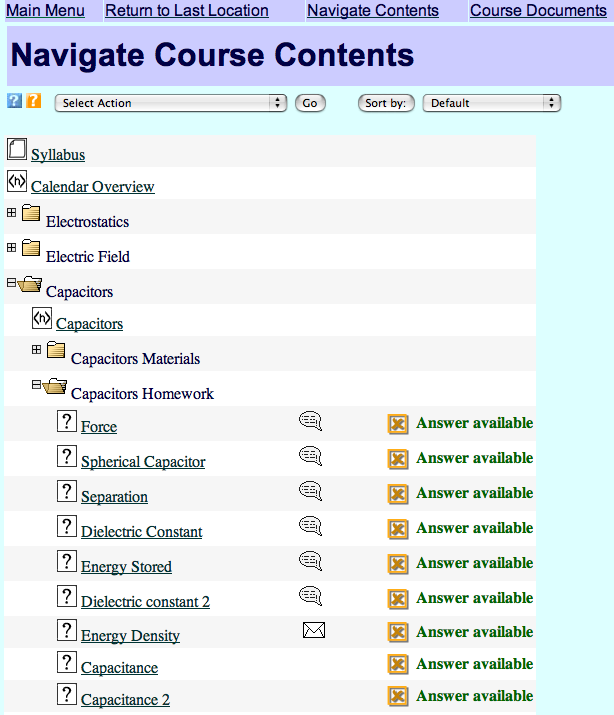 Main Menu Return to Last Location Navigate Contents Course Documents
Navigate Course Contents
? ? Select Action Go Sort by: Default
Syllabus
<h> Calendar Overview
Electrostatics
Electric Field
Capacitors
<h> Capacitors
Capacitors Materials
Capacitors Homework
? Force Answer available
? Spherical Capacitor Answer available
? Separation Answer available
? Dielectric Constant Answer available
? Energy Stored Answer available
? Dielectric constant 2 Answer available
? Energy Density Answer available
? Capacitance Answer available
? Capacitance 2 Answer available